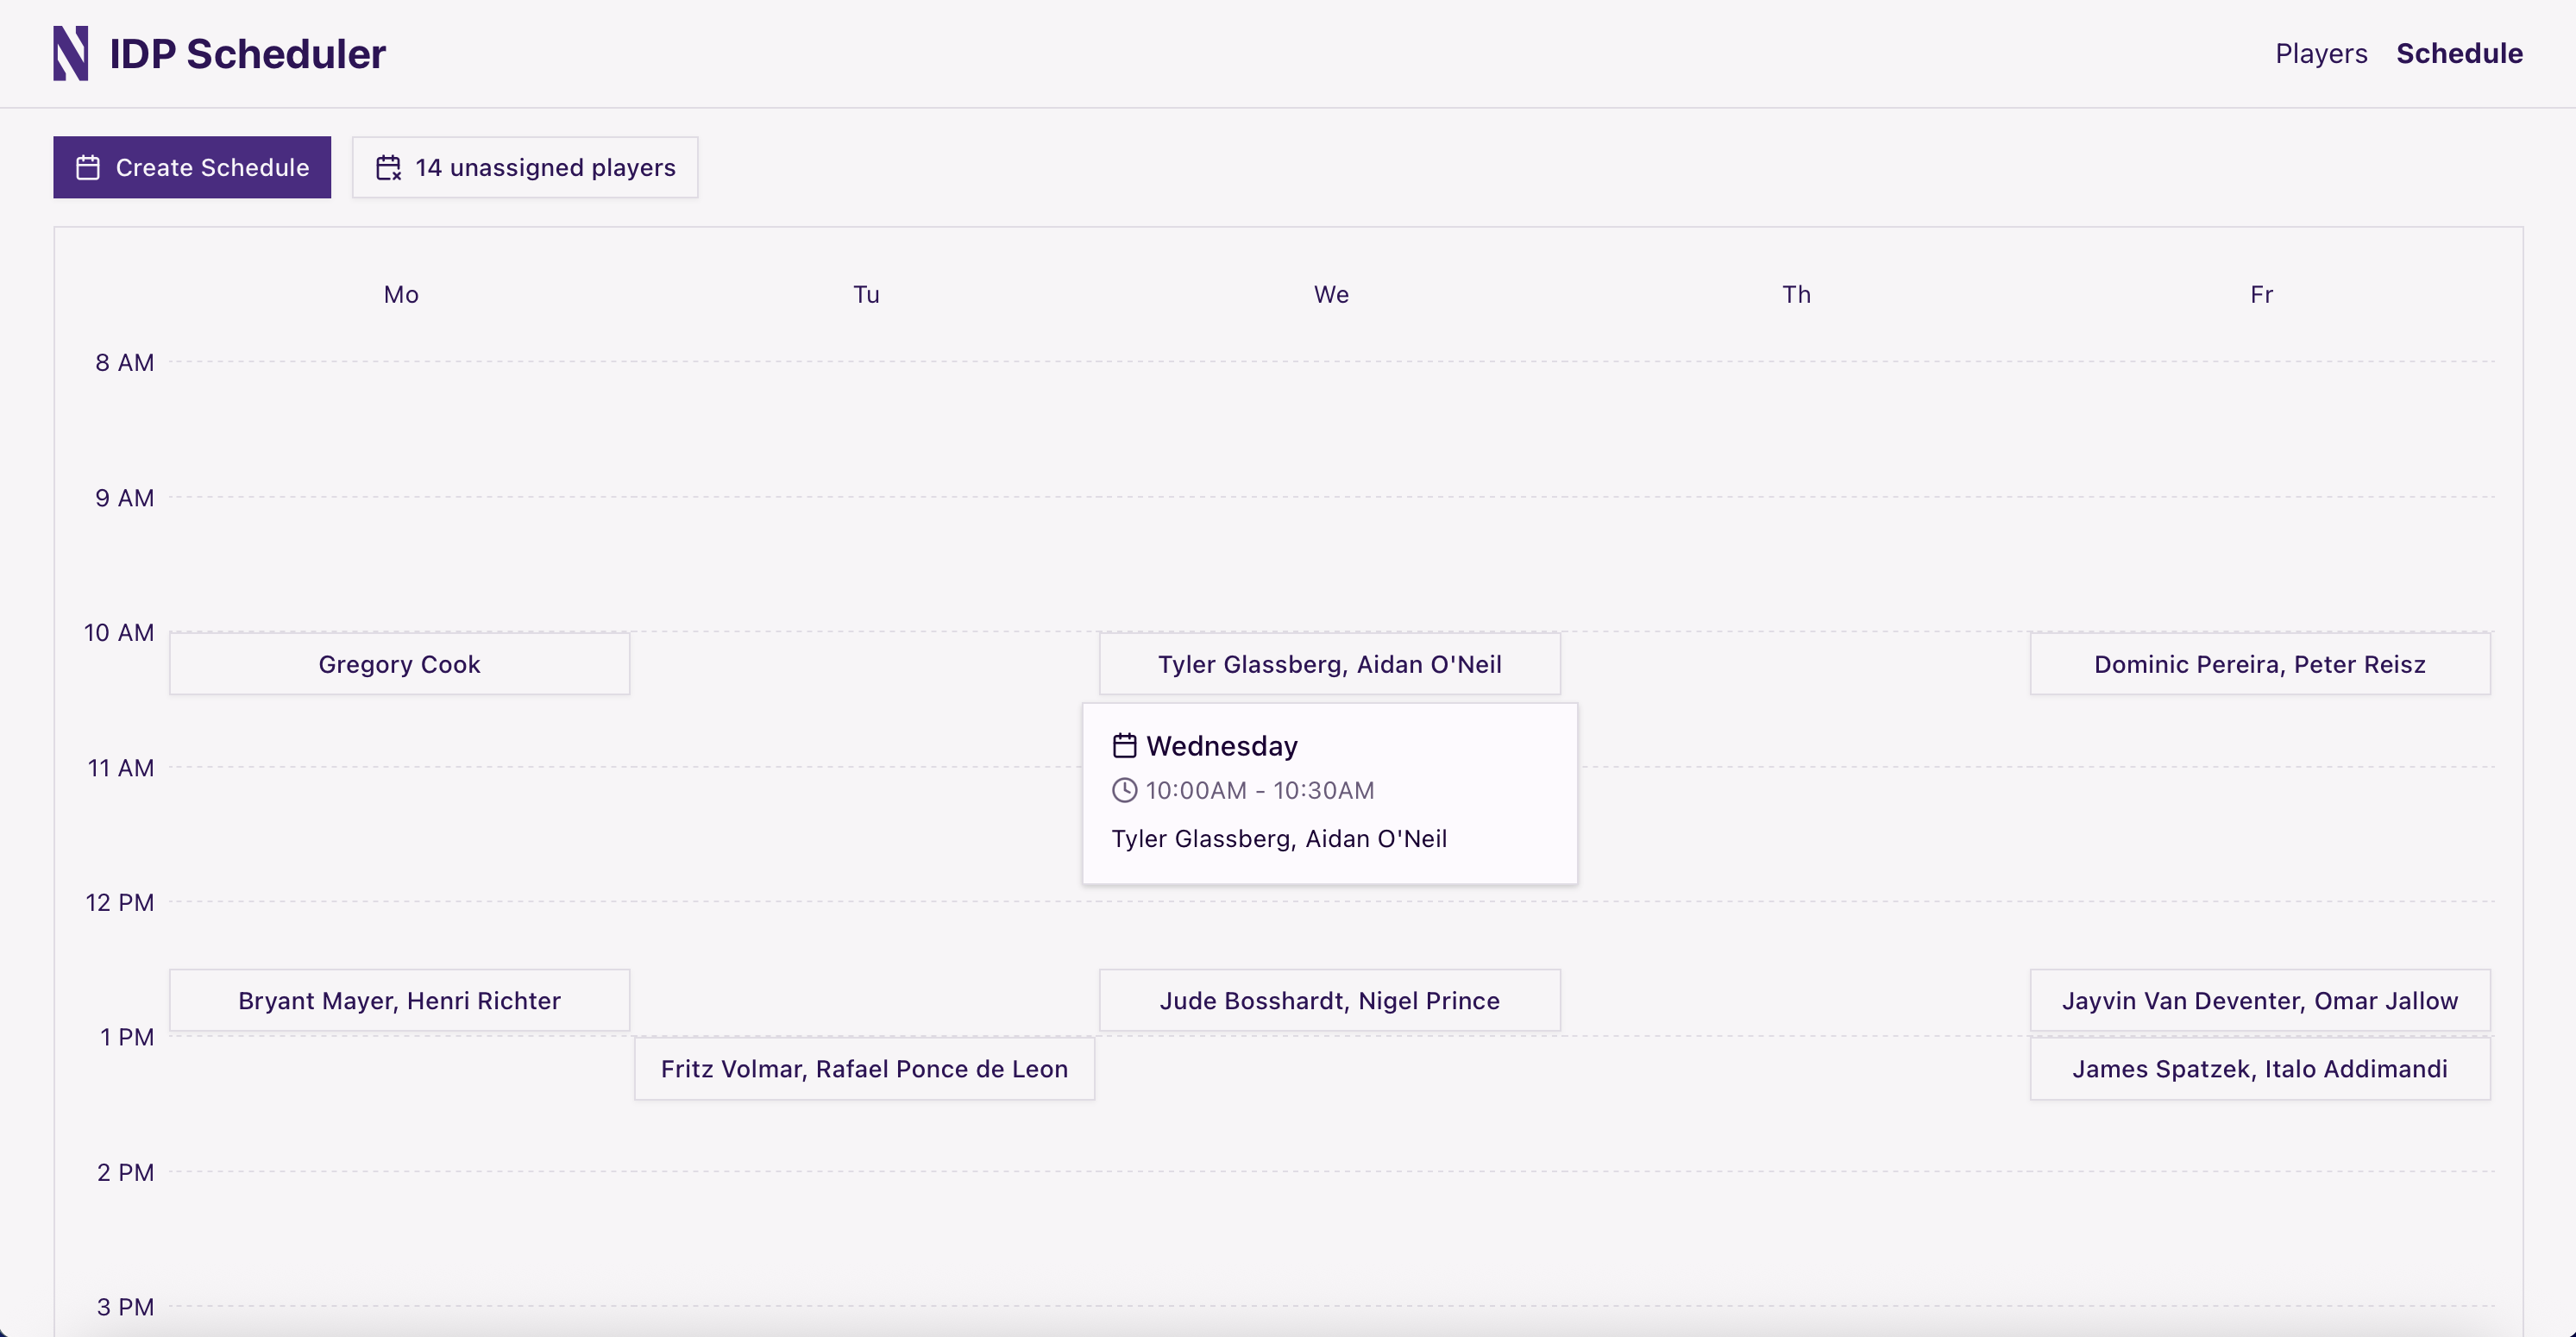 IDP Scheduler
Players Schedule
Create Schedule
14 unassigned players
Mo Tu We Th Fr
8 AM
9 AM
10 AM
Gregory Cook
Tyler Glassberg, Aidan O'Neil
Dominic Pereira, Peter Reisz
Wednesday
10:00AM - 10:30AM
Tyler Glassberg, Aidan O'Neil
11 AM
12 PM
Bryant Mayer, Henri Richter
Jude Bosshardt, Nigel Prince
Jayvin Van Deventer, Omar Jallow
1 PM
Fritz Volmar, Rafael Ponce de Leon
James Spatzek, Italo Addimandi
2 PM
3 PM